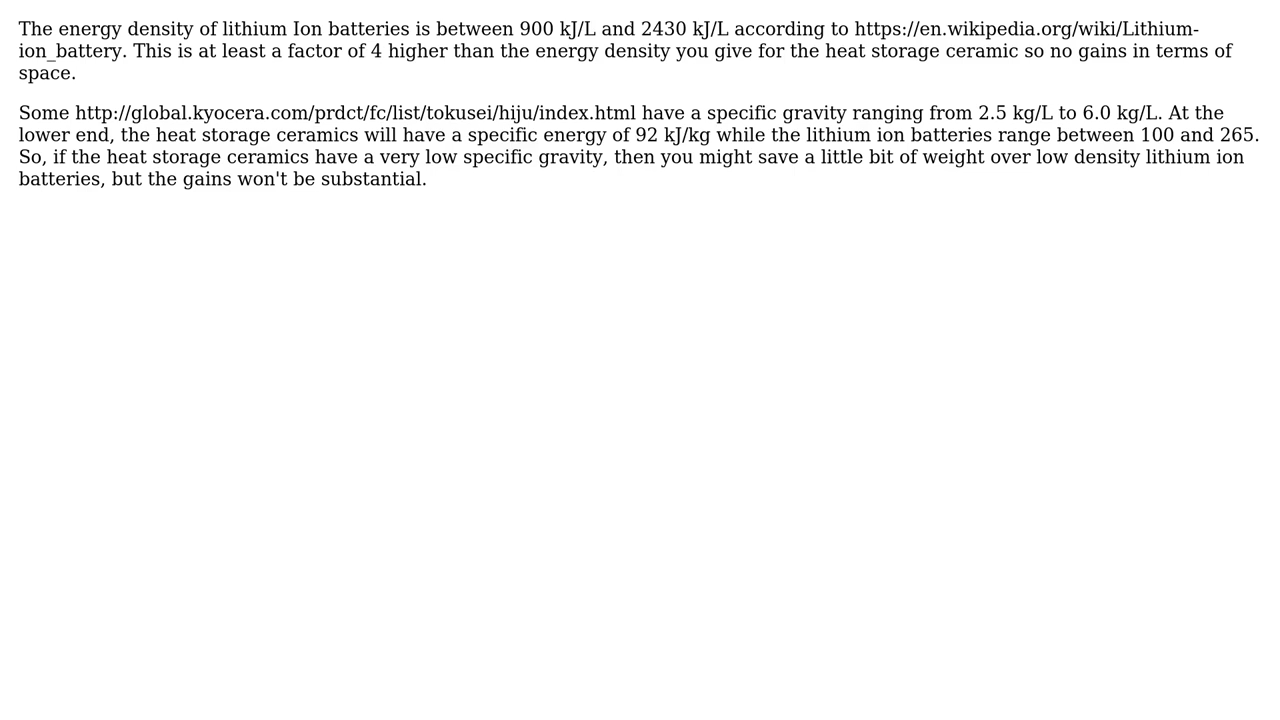 The energy density of lithium Ion batteries is between 900 kJ/L and 2430 kJ/L according to https://en.wikipedia.org/wiki/Lithium-
ion_battery. This is at least a factor of 4 higher than the energy density you give for the heat storage ceramic so no gains in terms of
space.
Some http://global.kyocera.com/prdct/fc/list/tokusei/hiju/index.html have a specific gravity ranging from 2.5 kg/L to 6.0 kg/L. At the
lower end, the heat storage ceramics will have a specific energy of 92 kJ/kg while the lithium ion batteries range between 100 and 265.
So, if the heat storage ceramics have a very low specific gravity, then you might save a little bit of weight over low density lithium ion
batteries, but the gains won't be substantial.